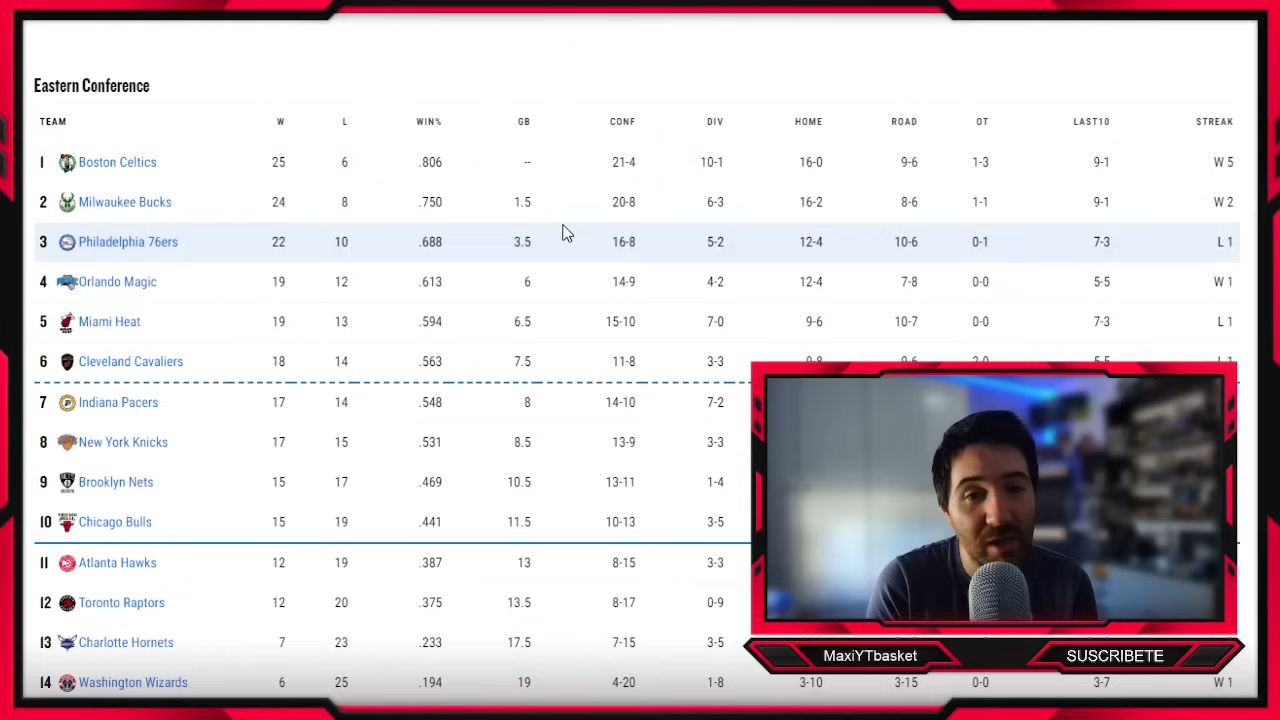 Eastern Conference
TEAM W L WIN% GB CONF DIV HOME ROAD OT LAST10 STREAK
1 Boston Celtics 25 6 .806 -- 21-4 10-1 16-0 9-6 1-3 9-1 W 5
2 Milwaukee Bucks 24 8 .750 1.5 20-8 6-3 16-2 8-6 1-1 9-1 W 2
3 Philadelphia 76ers 22 10 .688 3.5 16-8 5-2 12-4 10-6 0-1 7-3 L 1
4 Orlando Magic 19 12 .613 6 14-9 4-2 12-4 7-8 0-0 5-5 W 1
5 Miami Heat 19 13 .594 6.5 15-10 7-0 9-6 10-7 0-0 7-3 L 1
6 Cleveland Cavaliers 18 14 .563 7.5 11-8 3-3 9-8 9-6 2-0 5-5 L 1
7 Indiana Pacers 17 14 .548 8 14-10 7-2
8 New York Knicks 17 15 .531 8.5 13-9 3-3
9 Brooklyn Nets 15 17 .469 10.5 13-11 1-4
10 Chicago Bulls 15 19 .441 11.5 10-13 3-5
11 Atlanta Hawks 12 19 .387 13 8-15 3-3
12 Toronto Raptors 12 20 .375 13.5 8-17 0-9
13 Charlotte Hornets 7 23 .233 17.5 7-15 3-5
14 Washington Wizards 6 25 .194 19 4-20 1-8 3-10 3-15 0-0 3-7 W 1
MaxiYTbasket
SUSCRIBETE